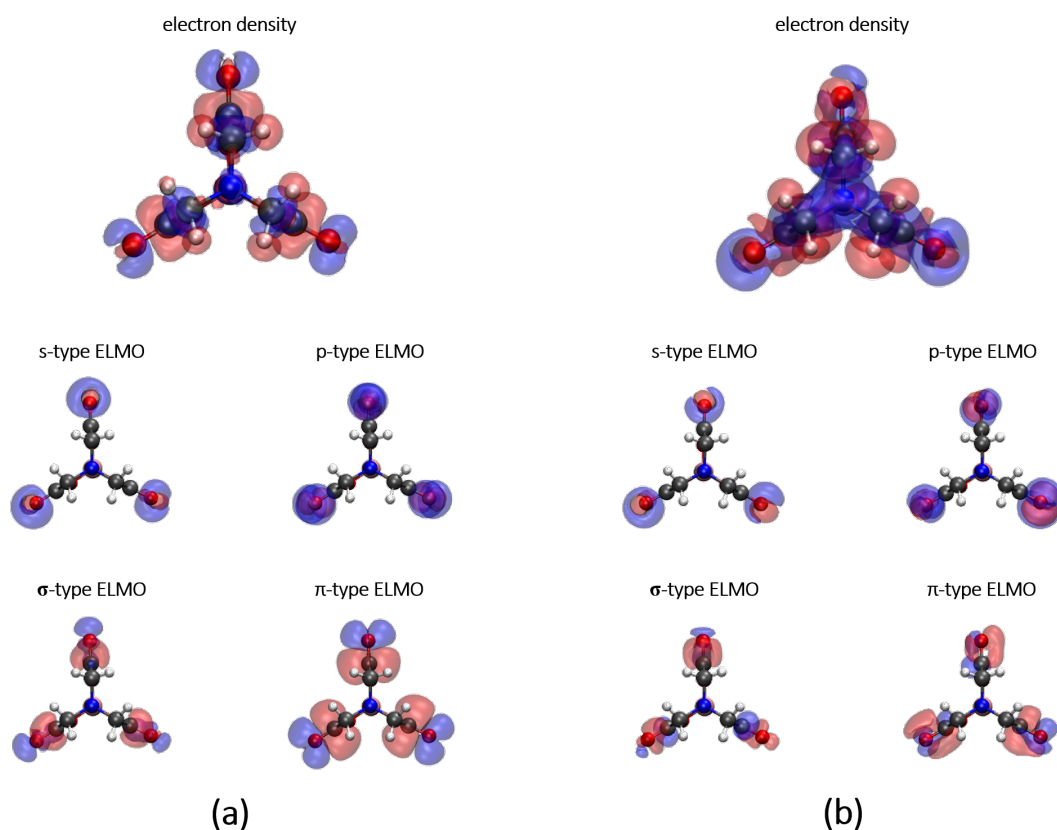 electron density
electron density
s-type ELMO
p-type ELMO
s-type ELMO
p-type ELMO
σ-type ELMO
π-type ELMO
σ-type ELMO
π-type ELMO
(a)
(b)